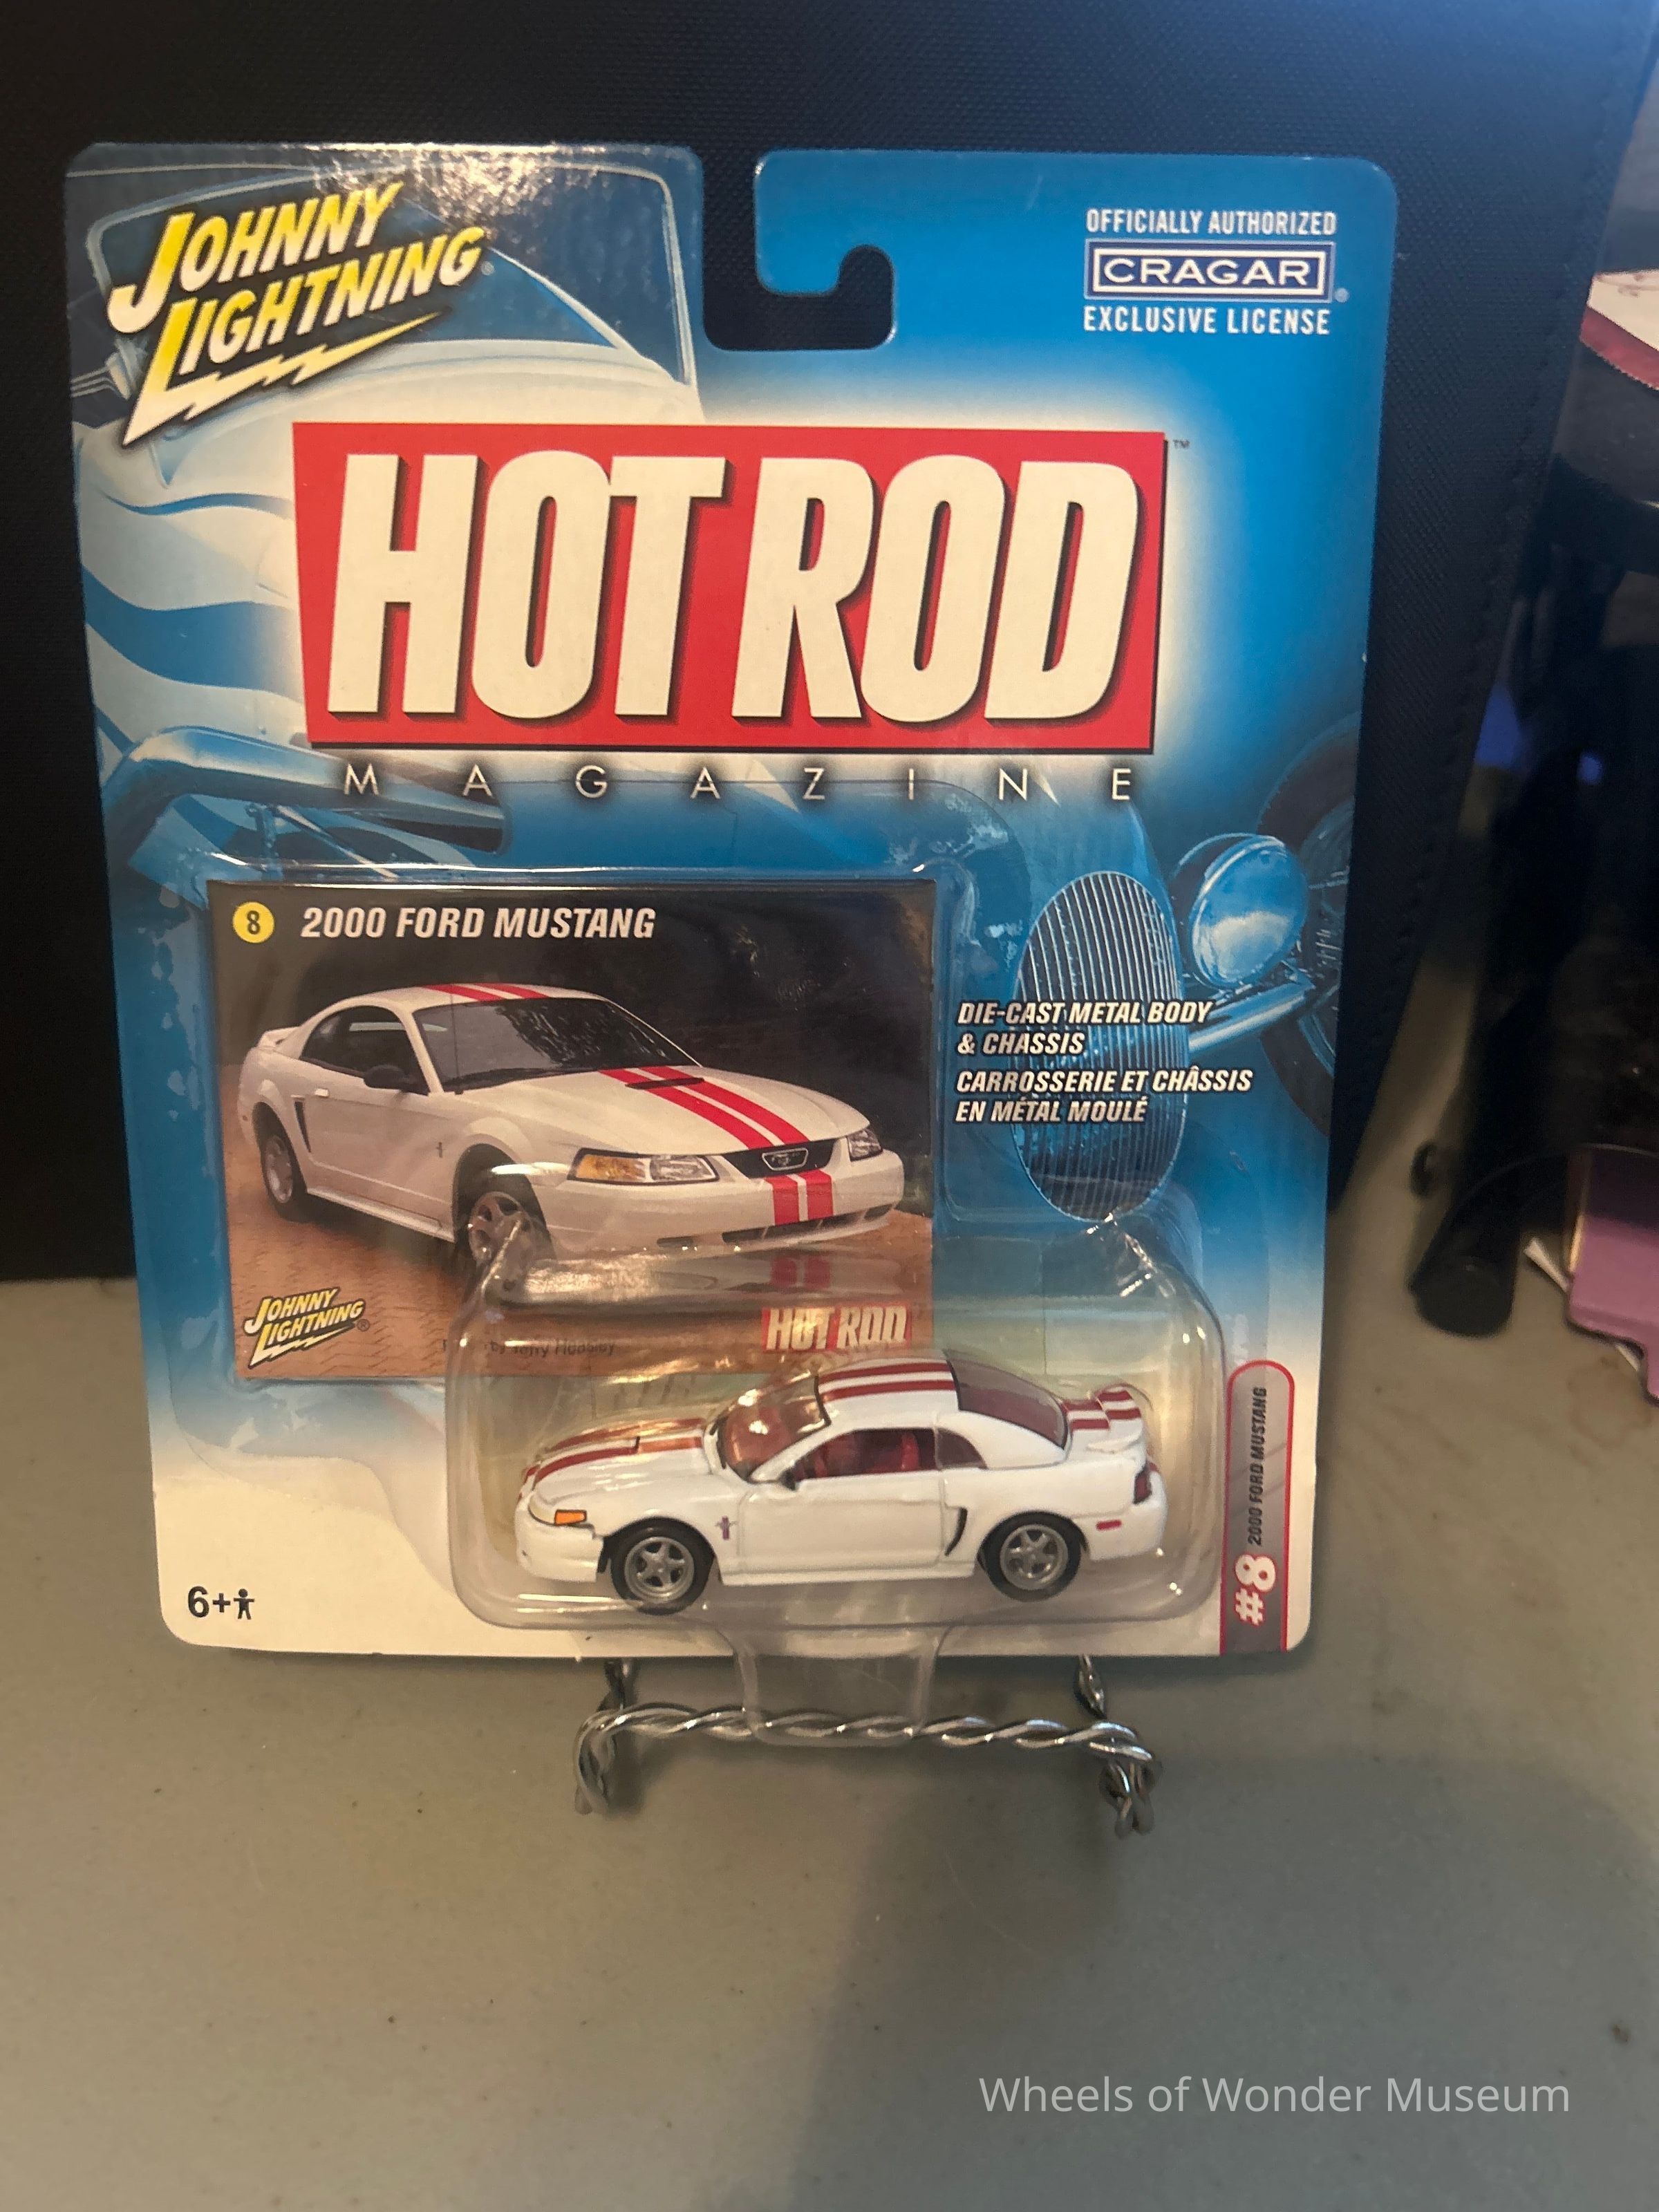 JOHNNY
LIGHTNING®
OFFICIALLY AUTHORIZED
CRAGAR®
EXCLUSIVE LICENSE
HOT ROD™
MAGAZINE
8 2000 FORD MUSTANG
DIE-CAST METAL BODY
& CHASSIS
CARROSSERIE ET CHÂSSIS
EN MÉTAL MOULÉ
JOHNNY
LIGHTNING®
HOT ROD
#8 2000 FORD MUSTANG
6+
Wheels of Wonder Museum